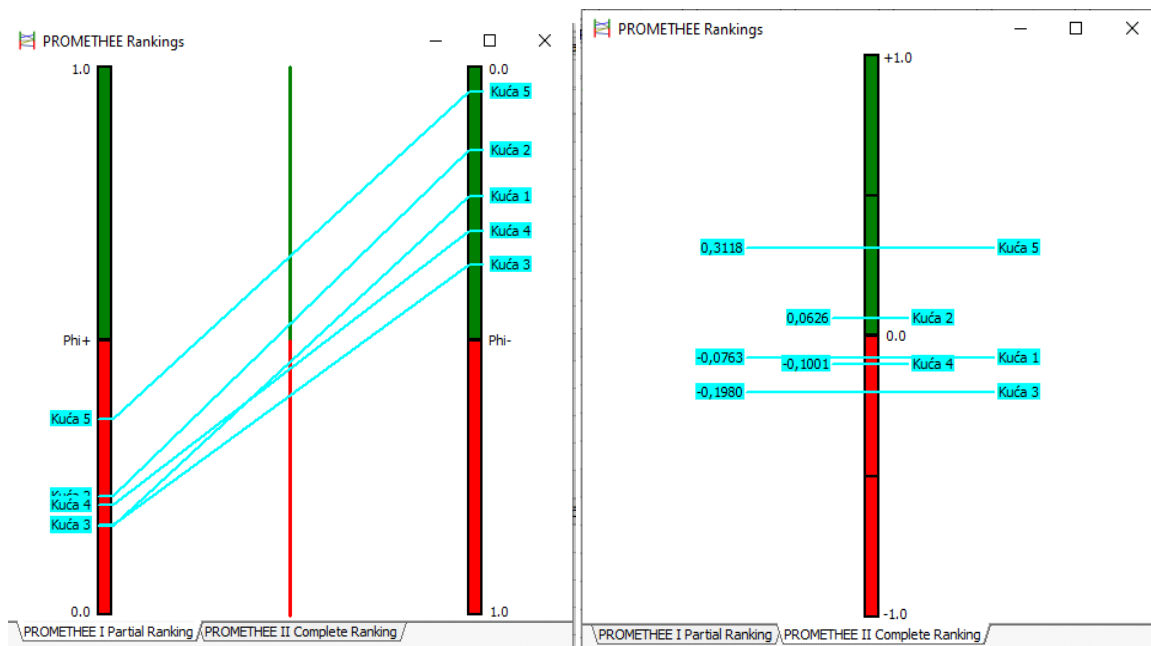 PROMETHEE Rankings
1.0
0.0
Kuća 5
Kuća 2
Kuća 1
Kuća 4
Kuća 3
Phi+
Phi-
Kuća 5
Kuća 4
Kuća 3
0.0
1.0
PROMETHEE I Partial Ranking
PROMETHEE II Complete Ranking
PROMETHEE Rankings
+1.0
0,3118
Kuća 5
0,0626
Kuća 2
0.0
-0,0763
Kuća 1
-0,1001
Kuća 4
-0,1980
Kuća 3
-1.0
PROMETHEE I Partial Ranking
PROMETHEE II Complete Ranking